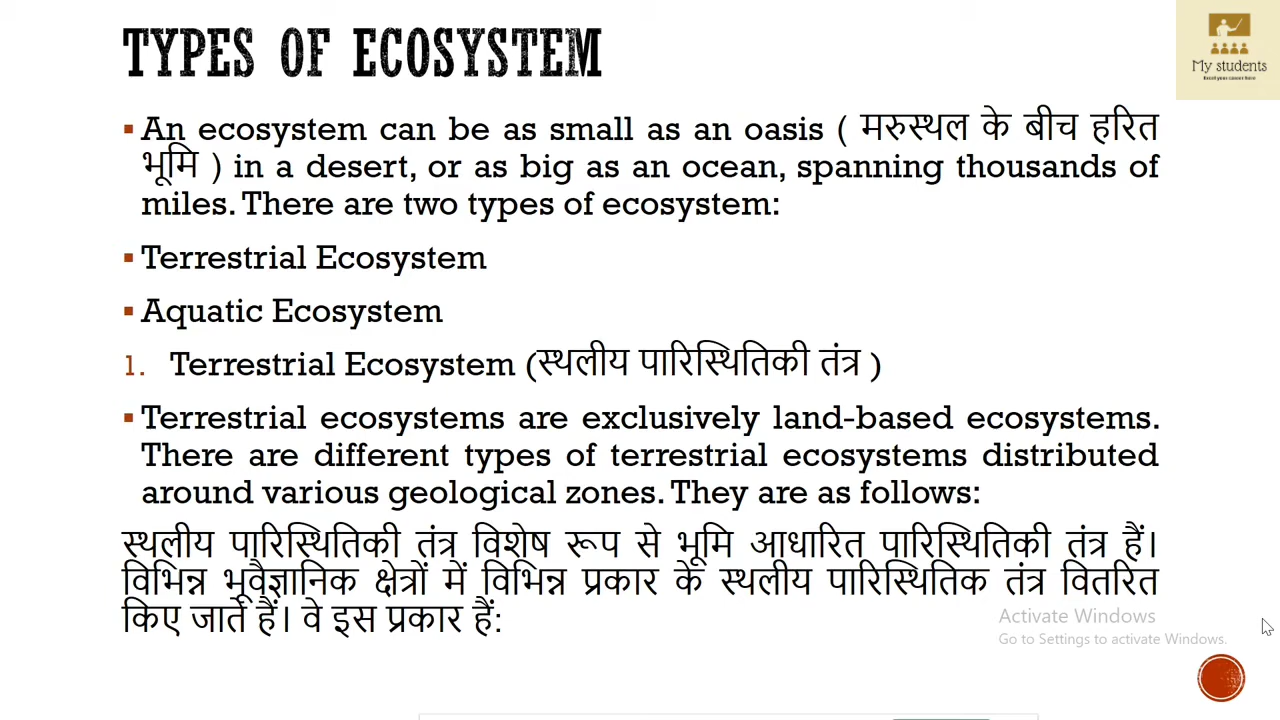 TYPES OF ECOSYSTEM
My students
Enroll your career here
▪ An ecosystem can be as small as an oasis ( मरुस्थल के बीच हरित
भूमि ) in a desert, or as big as an ocean, spanning thousands of
miles. There are two types of ecosystem:
▪ Terrestrial Ecosystem
▪ Aquatic Ecosystem
1. Terrestrial Ecosystem (स्थलीय पारिस्थितिकी तंत्र )
▪ Terrestrial ecosystems are exclusively land-based ecosystems.
There are different types of terrestrial ecosystems distributed
around various geological zones. They are as follows:
स्थलीय पारिस्थितिकी तंत्र विशेष रूप से भूमि आधारित पारिस्थितिकी तंत्र हैं।
विभिन्न भूवैज्ञानिक क्षेत्रों में विभिन्न प्रकार के स्थलीय पारिस्थितिक तंत्र वितरित
किए जाते हैं। वे इस प्रकार हैं:
Activate Windows
Go to Settings to activate Windows.